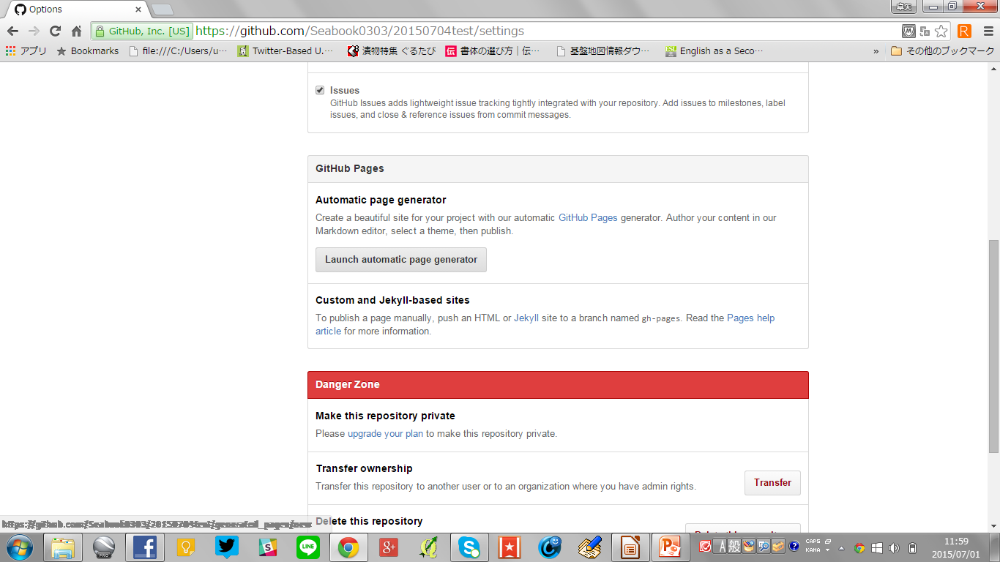 Options
卓矢
GitHub, Inc. [US] https://github.com/Seabook0303/20150704test/settings
アプリ Bookmarks file:///C:/Users/u… Twitter-Based U.… 漬物特集 ぐるたび 書体の選び方｜伝… 基盤地図情報ダウ… English as a Seco… » その他のブックマーク
Issues
GitHub Issues adds lightweight issue tracking tightly integrated with your repository. Add issues to milestones, label
issues, and close & reference issues from commit messages.
GitHub Pages
Automatic page generator
Create a beautiful site for your project with our automatic GitHub Pages generator. Author your content in our
Markdown editor, select a theme, then publish.
Launch automatic page generator
Custom and Jekyll-based sites
To publish a page manually, push an HTML or Jekyll site to a branch named gh-pages. Read the Pages help
article for more information.
Danger Zone
Make this repository private
Please upgrade your plan to make this repository private.
Transfer ownership
Transfer this repository to another user or to an organization where you have admin rights.
Transfer
Delete this repository
https://github.com/Seabook0303/20150704test/generated_pages/new
PRO
LINE
A 般
CAPS
KANA
11:59
2015/07/01